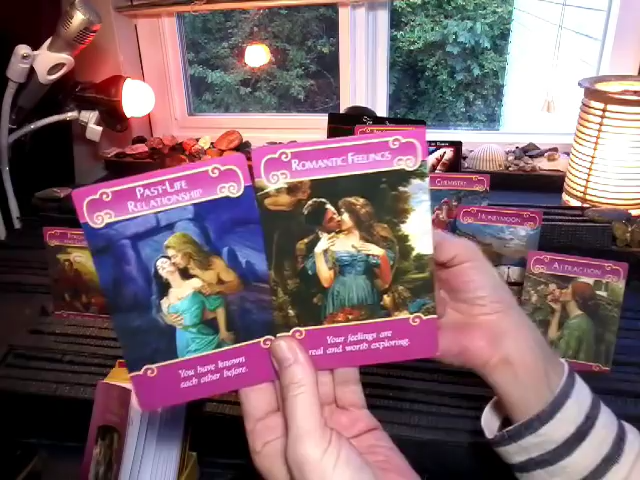 PAST-LIFE
RELATIONSHIP
You have known
each other before.
ROMANTIC FEELINGS
Your feelings are
real and worth exploring.
CHEMISTRY
HONEYMOON
ATTRACTION